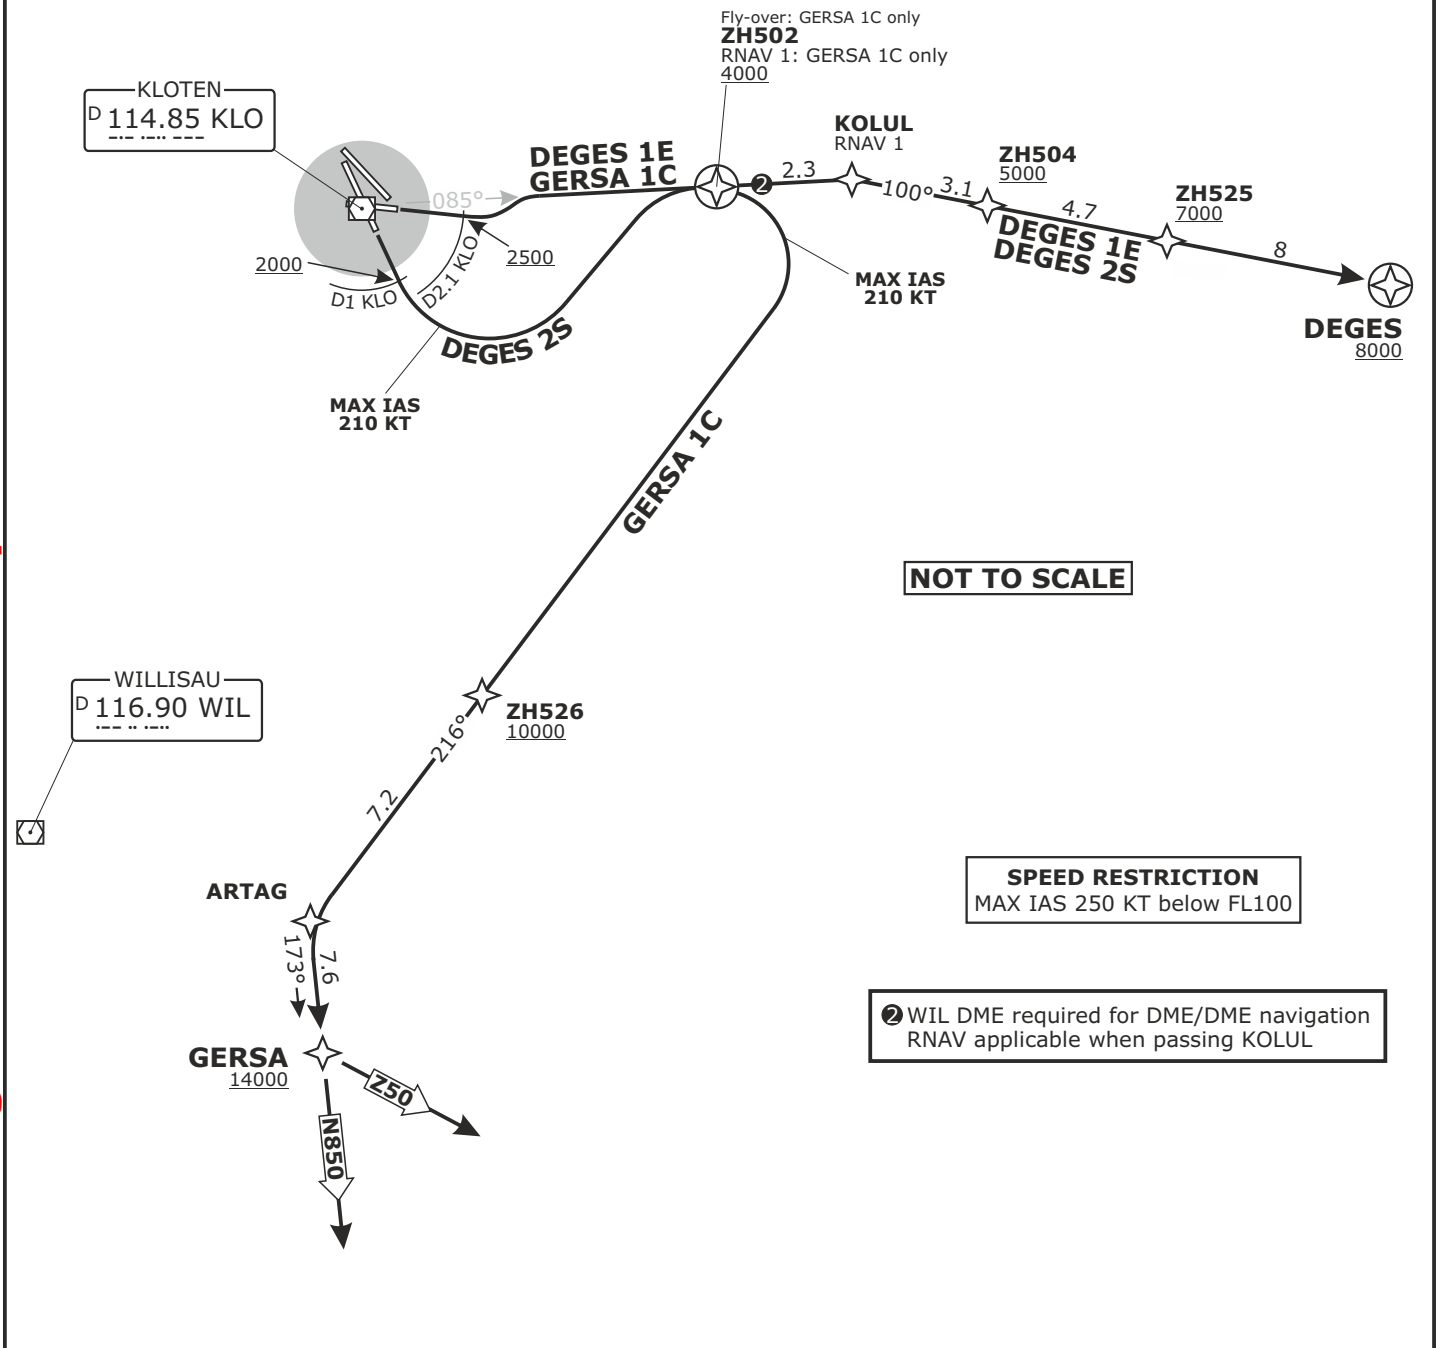 Fly-over: GERSA 1C only
ZH502
RNAV 1: GERSA 1C only
4000
KLOTEN
D 114.85 KLO
KOLUL
RNAV 1
DEGES 1E
GERSA 1C
085°
2
2.3
100°
3.1
ZH504
5000
4.7
ZH525
7000
8
DEGES 1E
DEGES 2S
2000
2500
D1 KLO
D2.1 KLO
MAX IAS
210 KT
DEGES
8000
DEGES 2S
MAX IAS
210 KT
GERSA 1C
NOT TO SCALE
WILLISAU
D 116.90 WIL
ZH526
10000
216°
7.2
ARTAG
173°
7.6
SPEED RESTRICTION
MAX IAS 250 KT below FL100
2 WIL DME required for DME/DME navigation
RNAV applicable when passing KOLUL
GERSA
14000
Z50
N850